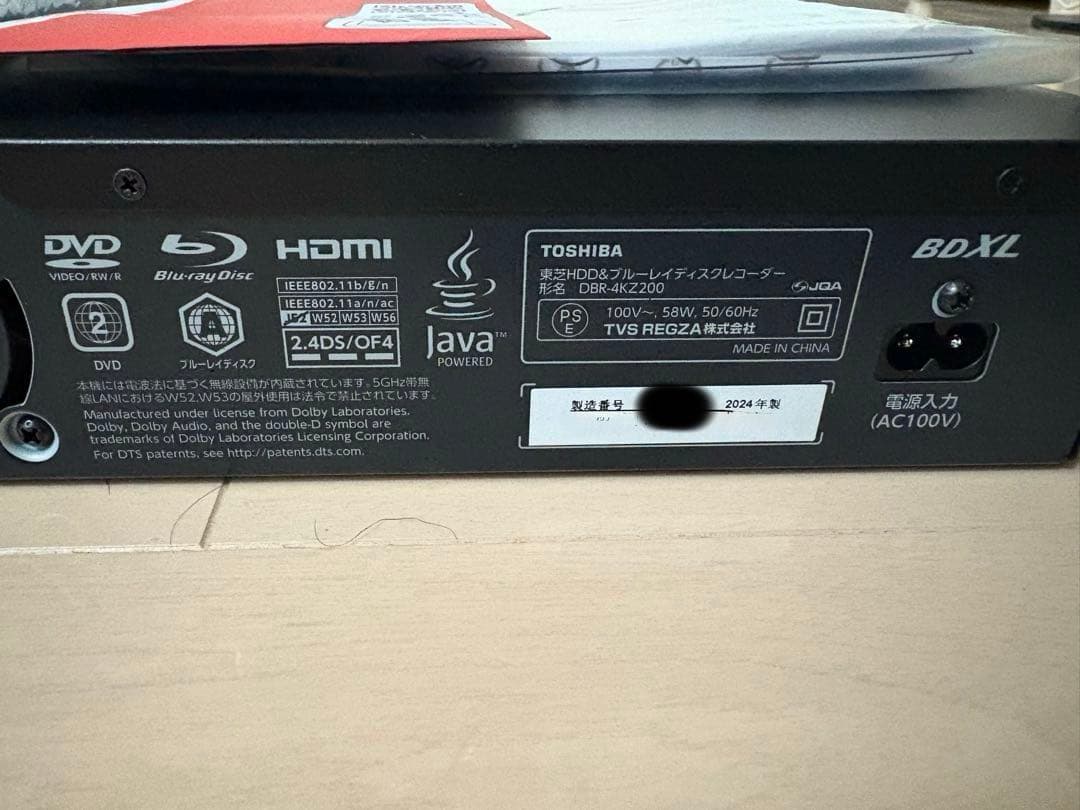 DVD
VIDEO/RW/R
Blu-ray Disc
HDMI
2
DVD
A
ブルーレイディスク
IEEE802.11b/g/n
IEEE802.11a/n/ac
J52 W52 W53 W56
2.4DS/OF4
Java™
POWERED
本機には電波法に基づく無線設備が内蔵されています。5GHz帯無
線LANにおけるW52,W53の屋外使用は法令で禁止されています。
Manufactured under license from Dolby Laboratories.
Dolby, Dolby Audio, and the double-D symbol are
trademarks of Dolby Laboratories Licensing Corporation.
For DTS paternts, see http://patents.dts.com.
TOSHIBA
東芝HDD&ブルーレイディスクレコーダー
形名 DBR-4KZ200
JQA
PS
E
100V~, 58W, 50/60Hz
TVS REGZA株式会社
MADE IN CHINA
製造番号 2024年製
BDXL
電源入力
(AC100V)